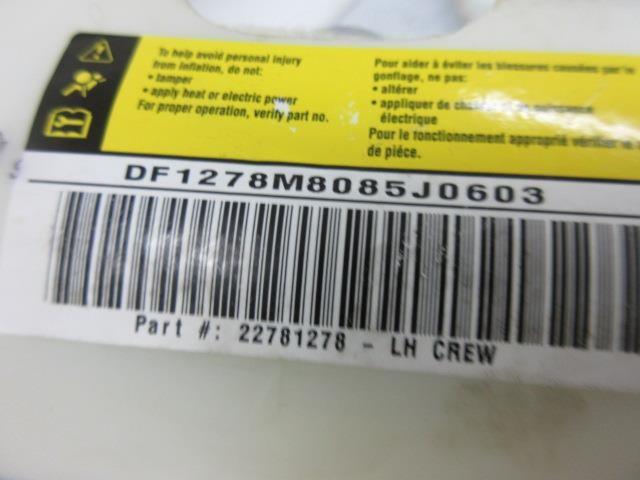 To help avoid personal injury
from inflation, do not:
• tamper
• apply heat or electric power
For proper operation, verify part no.
Pour aider à éviter les blessures causées par le
gonflage, ne pas:
• altérer
• appliquer de puissance
électrique
Pour le fonctionnement approprié vérifier le
de pièce.
DF1278M8085J0603
Part #: 22781278 - LH CREW